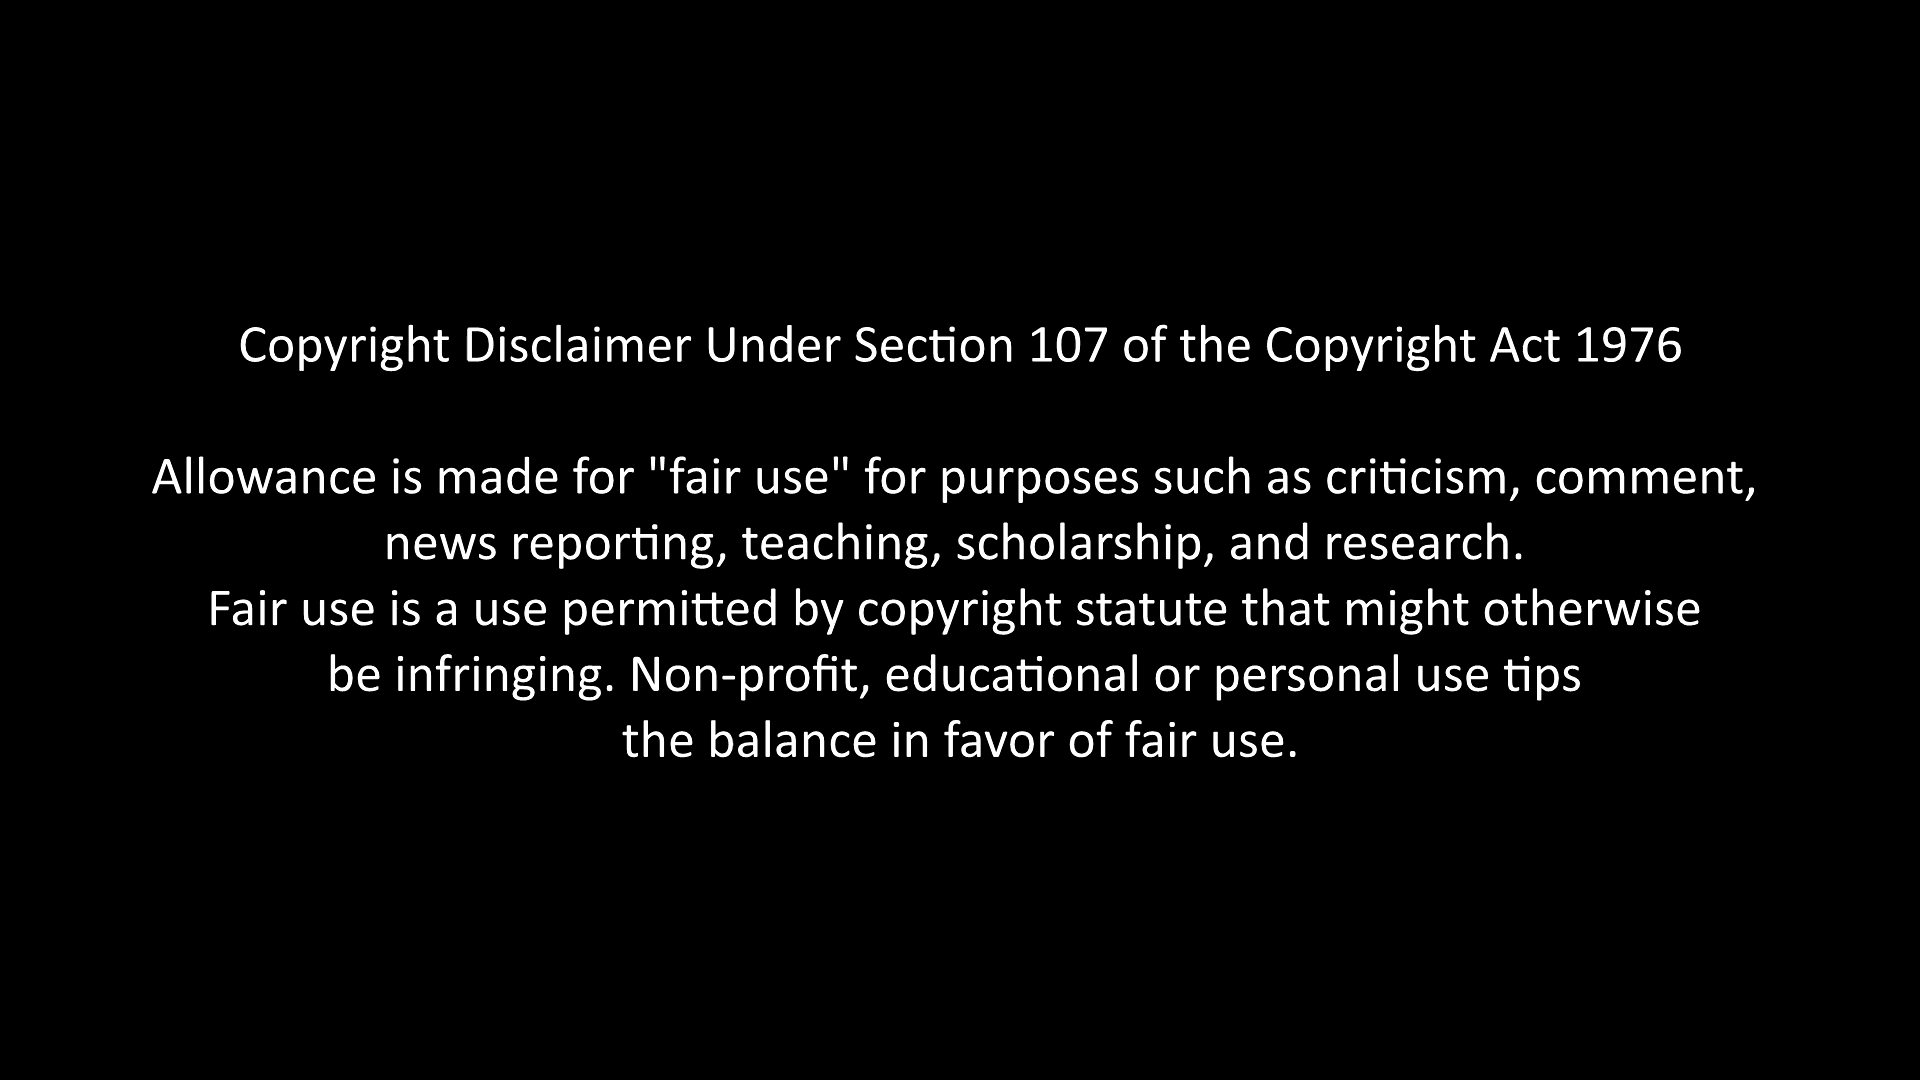 Copyright Disclaimer Under Section 107 of the Copyright Act 1976
Allowance is made for "fair use" for purposes such as criticism, comment,
news reporting, teaching, scholarship, and research.
Fair use is a use permitted by copyright statute that might otherwise
be infringing. Non-profit, educational or personal use tips
the balance in favor of fair use.